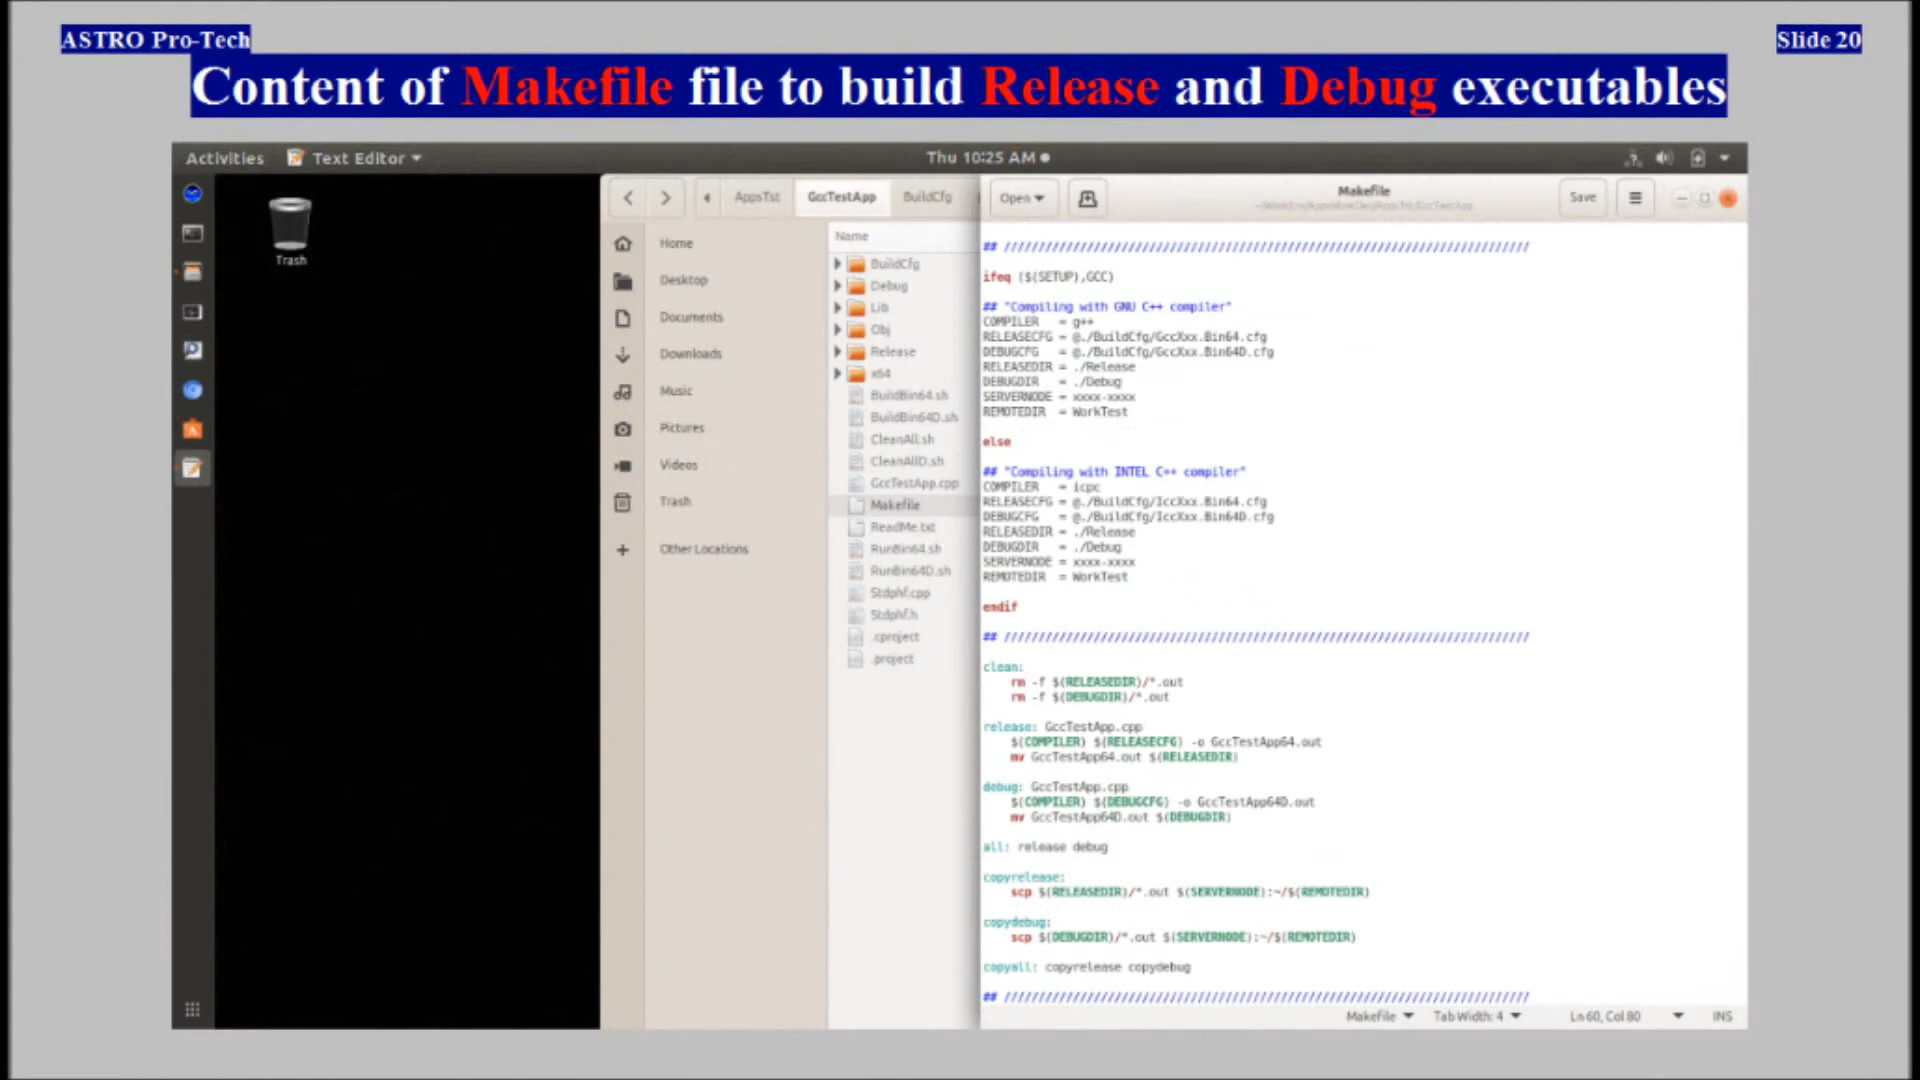 ASTRO Pro-Tech
Slide 20
Content of Makefile file to build Release and Debug executables
Activities
Text Editor
Thu 10:25 AM
Trash
AppsTst
GccTestApp
BuildCfg
Home
Desktop
Documents
Downloads
Music
Pictures
Videos
Trash
Other Locations
Name
BuildCfg
Debug
Lib
Obj
Release
x64
BuildBin64.sh
BuildBin64D.sh
CleanAll.sh
CleanAllD.sh
GccTestApp.cpp
Makefile
ReadMe.txt
RunBin64.sh
RunBin64D.sh
Stdphf.cpp
Stdphf.h
.cproject
.project
Open
Makefile
Save
## ////////////////////////////////////////////////////////////////////////////
ifeq ($(SETUP),GCC)
## "Compiling with GNU C++ compiler"
COMPILER = g++
RELEASECFG = @./BuildCfg/GccXxx.Bin64.cfg
DEBUGCFG = @./BuildCfg/GccXxx.Bin64D.cfg
RELEASEDIR = ./Release
DEBUGDIR = ./Debug
SERVERNODE = xxxx-xxxx
REMOTEDIR = WorkTest
else
## "Compiling with INTEL C++ compiler"
COMPILER = icpc
RELEASECFG = @./BuildCfg/IccXxx.Bin64.cfg
DEBUGCFG = @./BuildCfg/IccXxx.Bin64D.cfg
RELEASEDIR = ./Release
DEBUGDIR = ./Debug
SERVERNODE = xxxx-xxxx
REMOTEDIR = WorkTest
endif
## ////////////////////////////////////////////////////////////////////////////
clean:
rm -f $(RELEASEDIR)/*.out
rm -f $(DEBUGDIR)/*.out
release: GccTestApp.cpp
$(COMPILER) $(RELEASECFG) -o GccTestApp64.out
mv GccTestApp64.out $(RELEASEDIR)
debug: GccTestApp.cpp
$(COMPILER) $(DEBUGCFG) -o GccTestApp64D.out
mv GccTestApp64D.out $(DEBUGDIR)
all: release debug
copyrelease:
scp $(RELEASEDIR)/*.out $(SERVERNODE):~/$(REMOTEDIR)
copydebug:
scp $(DEBUGDIR)/*.out $(SERVERNODE):~/$(REMOTEDIR)
copyall: copyrelease copydebug
## ////////////////////////////////////////////////////////////////////////////
Makefile
Tab Width: 4
Ln 60, Col 80
INS